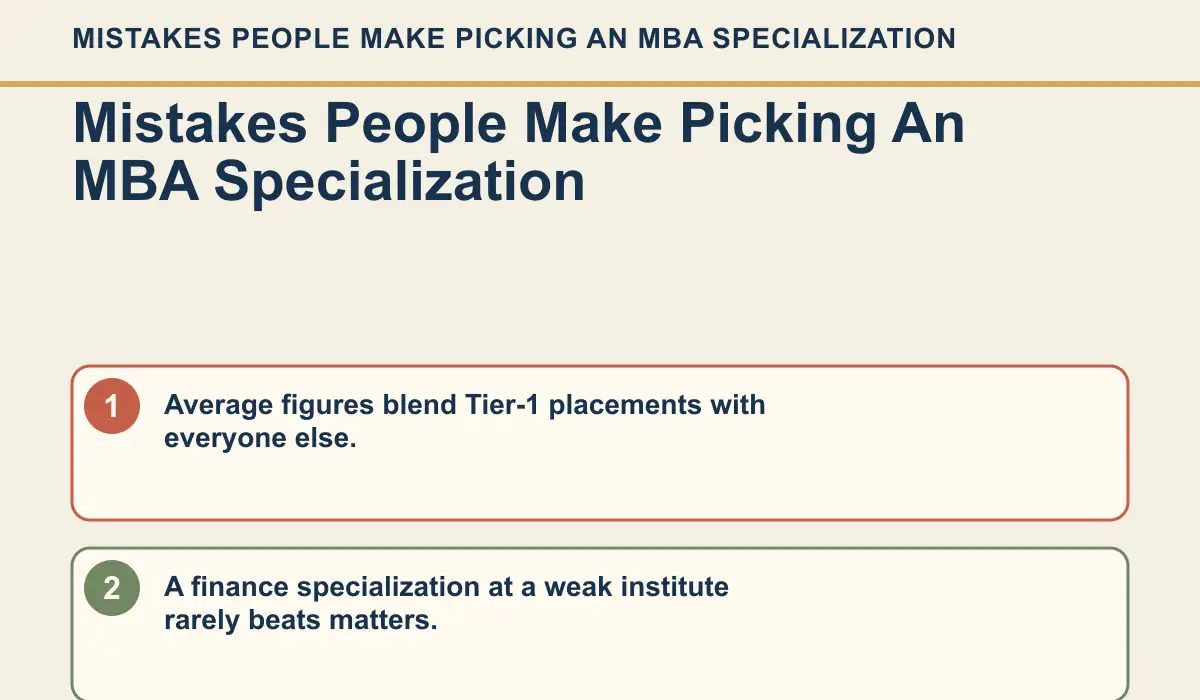 MISTAKES PEOPLE MAKE PICKING AN MBA SPECIALIZATION
Mistakes People Make Picking An
MBA Specialization
1
Average figures blend Tier-1 placements with
everyone else.
2
A finance specialization at a weak institute
rarely beats matters.